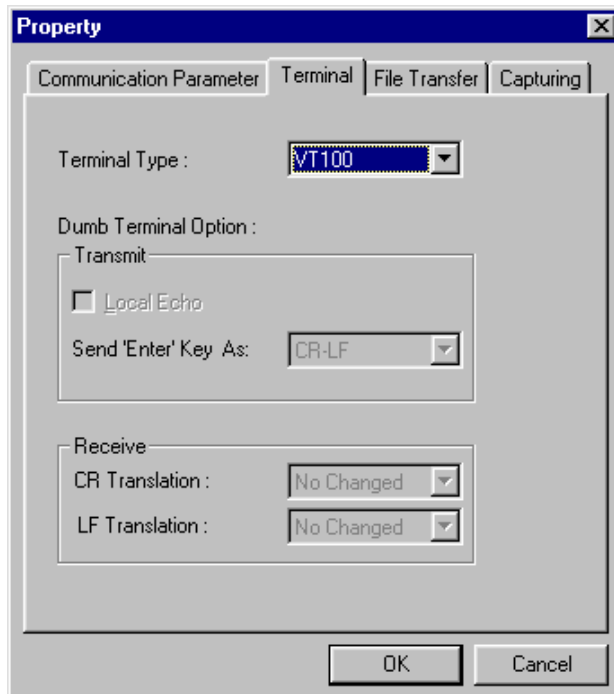 Property
Communication Parameter Terminal File Transfer Capturing
Terminal Type : VT100
Dumb Terminal Option :
Transmit
Local Echo
Send 'Enter' Key As: CR-LF
Receive
CR Translation : No Changed
LF Translation : No Changed
OK Cancel